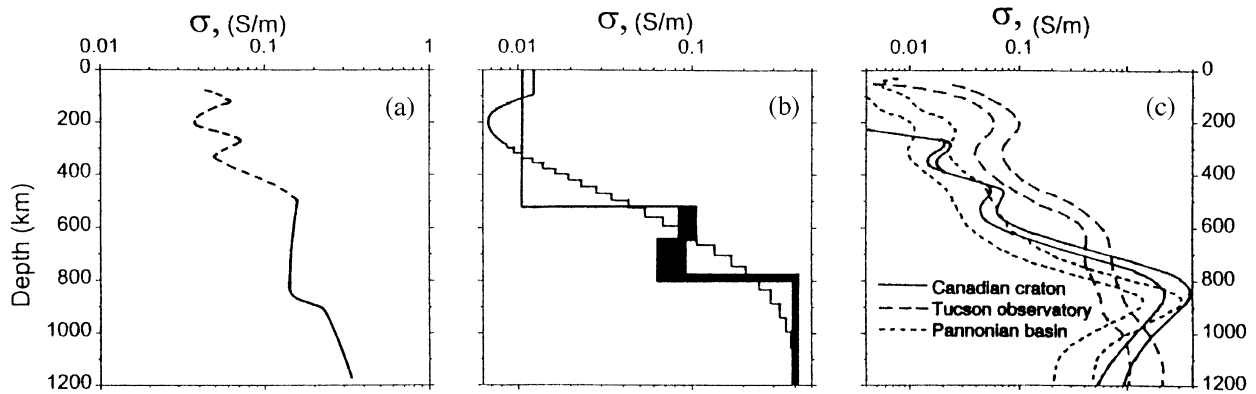 σ, (S/m) σ, (S/m) σ, (S/m)
0.01 0.1 1 0.01 0.1 0.01 0.1
0 0
(a) (b) (c)
200 200
400 400
Depth (km)
600 600
800 800
Canadian craton
Tucson observatory
Pannonian basin
1000 1000
1200 1200